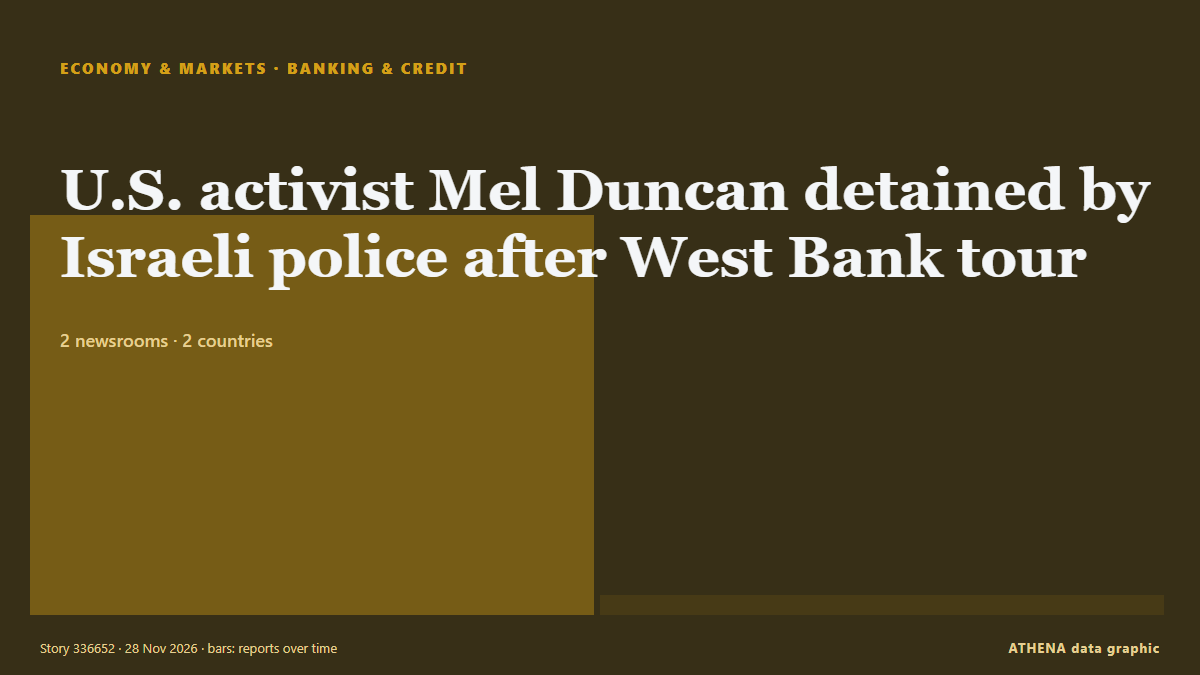 ECONOMY & MARKETS · BANKING & CREDIT
U.S. activist Mel Duncan detained by
Israeli police after West Bank tour
2 newsrooms · 2 countries
Story 336652 · 28 Nov 2026 · bars: reports over time
ATHENA data graphic